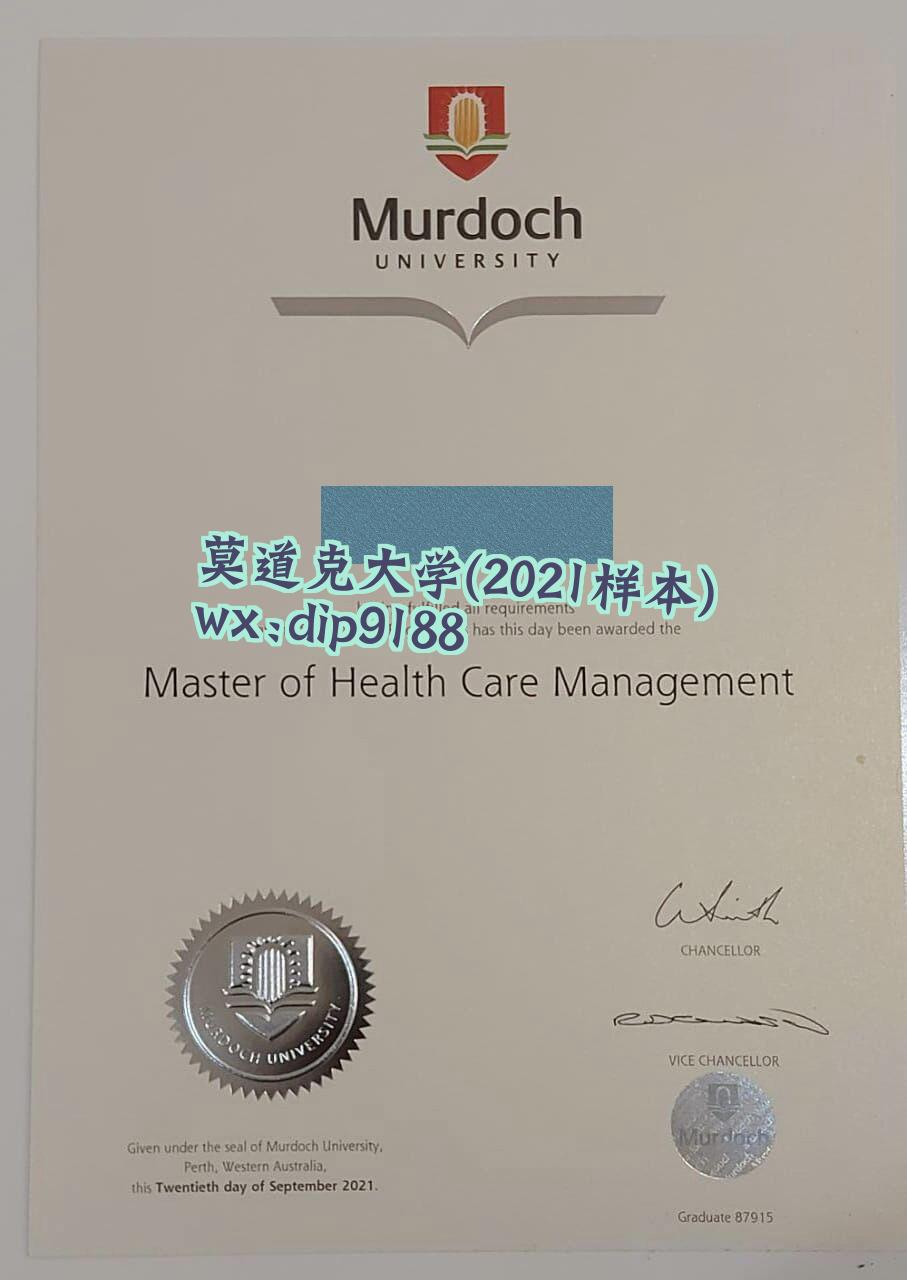 Murdoch
UNIVERSITY
莫道克大学(2021样本)
all requirements
wx:dip9188
has this day been awarded the
Master of Health Care Management
CHANCELLOR
VICE CHANCELLOR
MURDOCH UNIVERSITY
Murdoch
Given under the seal of Murdoch University,
Perth, Western Australia,
this Twentieth day of September 2021.
Graduate 87915